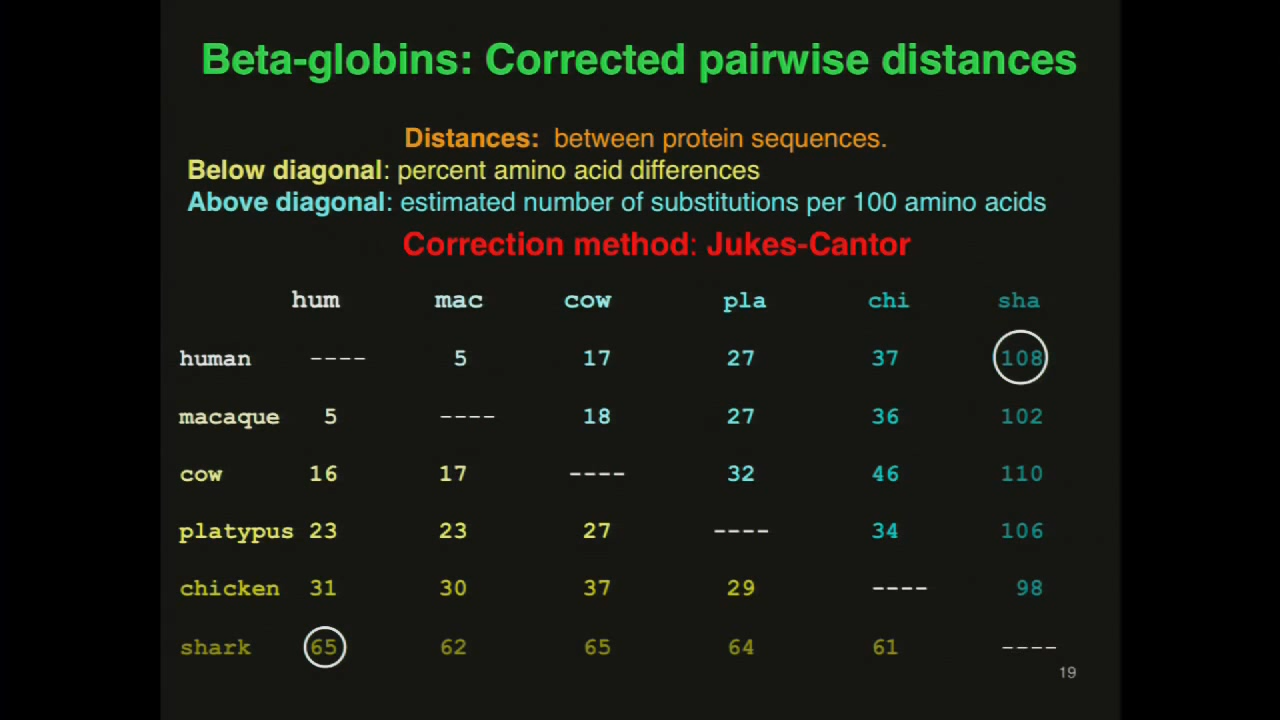 Beta-globins: Corrected pairwise distances
Distances: between protein sequences.
Below diagonal: percent amino acid differences
Above diagonal: estimated number of substitutions per 100 amino acids
Correction method: Jukes-Cantor
hum mac cow pla chi sha
human ---- 5 17 27 37 108
macaque 5 ---- 18 27 36 102
cow 16 17 ---- 32 46 110
platypus 23 23 27 ---- 34 106
chicken 31 30 37 29 ---- 98
shark 65 62 65 64 61 ----
19